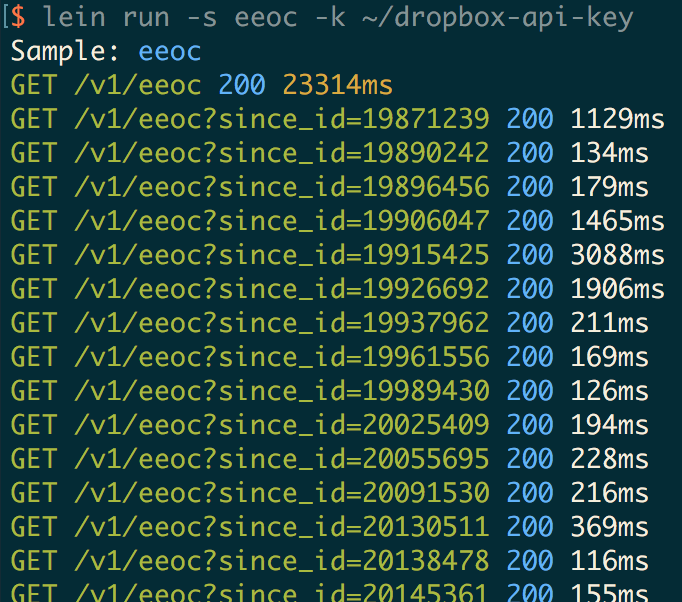 [$ lein run -s eeoc -k ~/dropbox-api-key
Sample: eeoc
GET /v1/eeoc 200 23314ms
GET /v1/eeoc?since_id=19871239 200 1129ms
GET /v1/eeoc?since_id=19890242 200 134ms
GET /v1/eeoc?since_id=19896456 200 179ms
GET /v1/eeoc?since_id=19906047 200 1465ms
GET /v1/eeoc?since_id=19915425 200 3088ms
GET /v1/eeoc?since_id=19926692 200 1906ms
GET /v1/eeoc?since_id=19937962 200 211ms
GET /v1/eeoc?since_id=19961556 200 169ms
GET /v1/eeoc?since_id=19989430 200 126ms
GET /v1/eeoc?since_id=20025409 200 194ms
GET /v1/eeoc?since_id=20055695 200 228ms
GET /v1/eeoc?since_id=20091530 200 216ms
GET /v1/eeoc?since_id=20130511 200 369ms
GET /v1/eeoc?since_id=20138478 200 116ms
GET /v1/eeoc?since_id=20145361 200 155ms